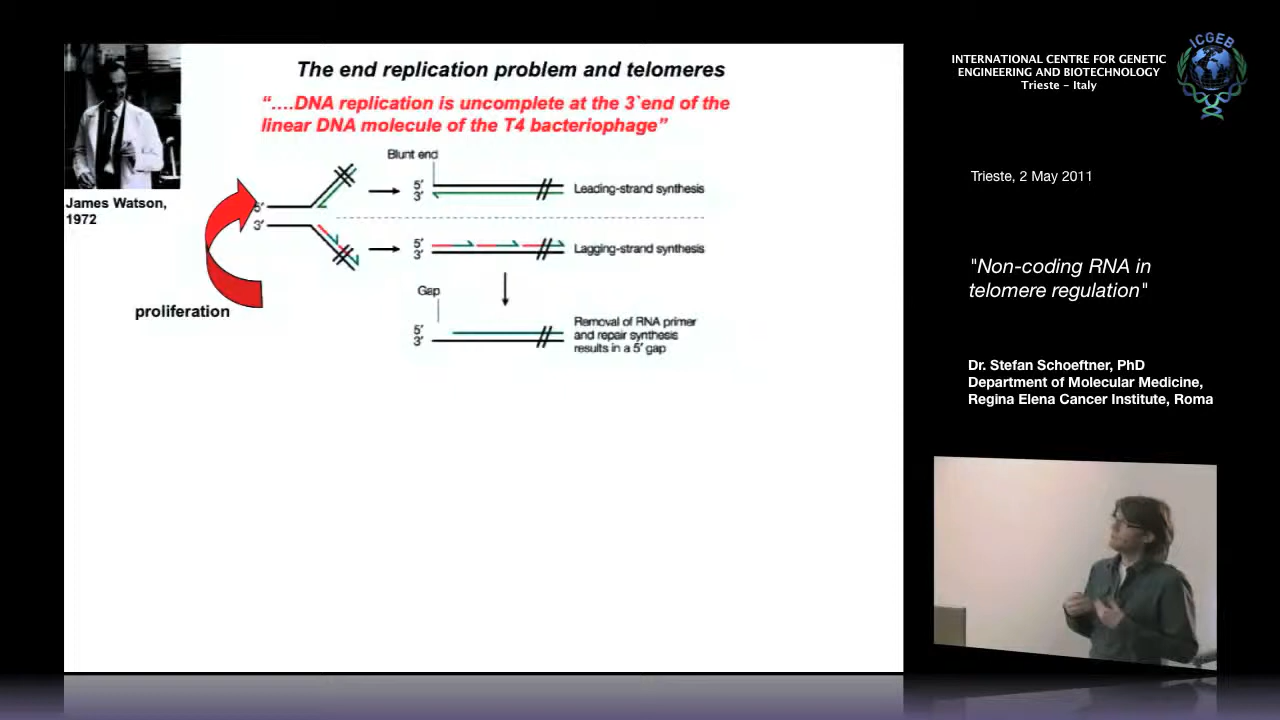 The end replication problem and telomeres
“....DNA replication is uncomplete at the 3`end of the
linear DNA molecule of the T4 bacteriophage”
James Watson,
1972
Blunt end
5′
3′
5′
3′
Leading-strand synthesis
5′
3′
Lagging-strand synthesis
proliferation
Gap
5′
3′
Removal of RNA primer
and repair synthesis
results in a 5′ gap
ICGEB
INTERNATIONAL CENTRE FOR GENETIC
ENGINEERING AND BIOTECHNOLOGY
Trieste - Italy
Trieste, 2 May 2011
"Non-coding RNA in
telomere regulation"
Dr. Stefan Schoeftner, PhD
Department of Molecular Medicine,
Regina Elena Cancer Institute, Roma